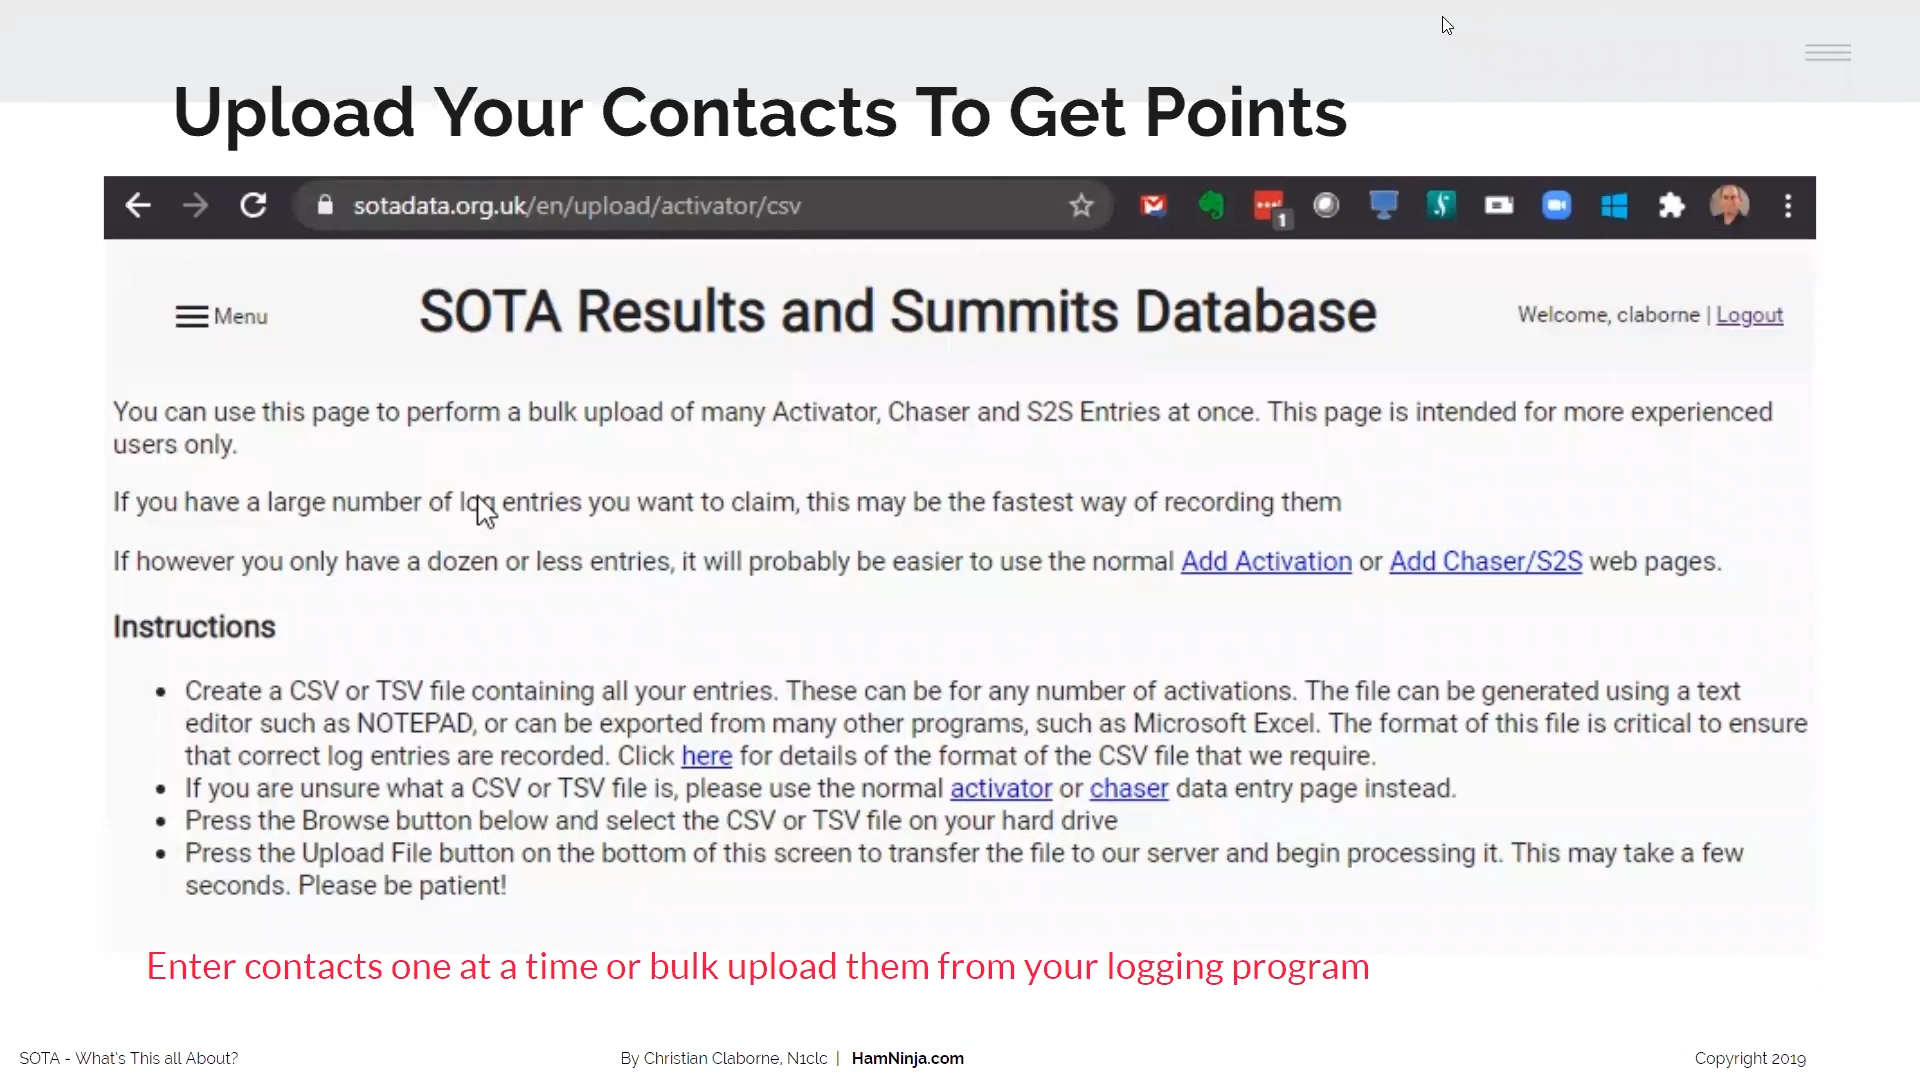 Upload Your Contacts To Get Points
sotadata.org.uk/en/upload/activator/csv
1
Menu
SOTA Results and Summits Database
Welcome, claborne | Logout
You can use this page to perform a bulk upload of many Activator, Chaser and S2S Entries at once. This page is intended for more experienced
users only.
If you have a large number of log entries you want to claim, this may be the fastest way of recording them
If however you only have a dozen or less entries, it will probably be easier to use the normal Add Activation or Add Chaser/S2S web pages.
Instructions
• Create a CSV or TSV file containing all your entries. These can be for any number of activations. The file can be generated using a text
editor such as NOTEPAD, or can be exported from many other programs, such as Microsoft Excel. The format of this file is critical to ensure
that correct log entries are recorded. Click here for details of the format of the CSV file that we require.
• If you are unsure what a CSV or TSV file is, please use the normal activator or chaser data entry page instead.
• Press the Browse button below and select the CSV or TSV file on your hard drive
• Press the Upload File button on the bottom of this screen to transfer the file to our server and begin processing it. This may take a few
seconds. Please be patient!
Enter contacts one at a time or bulk upload them from your logging program
SOTA - What's This all About?
By Christian Claborne, N1clc | HamNinja.com
Copyright 2019